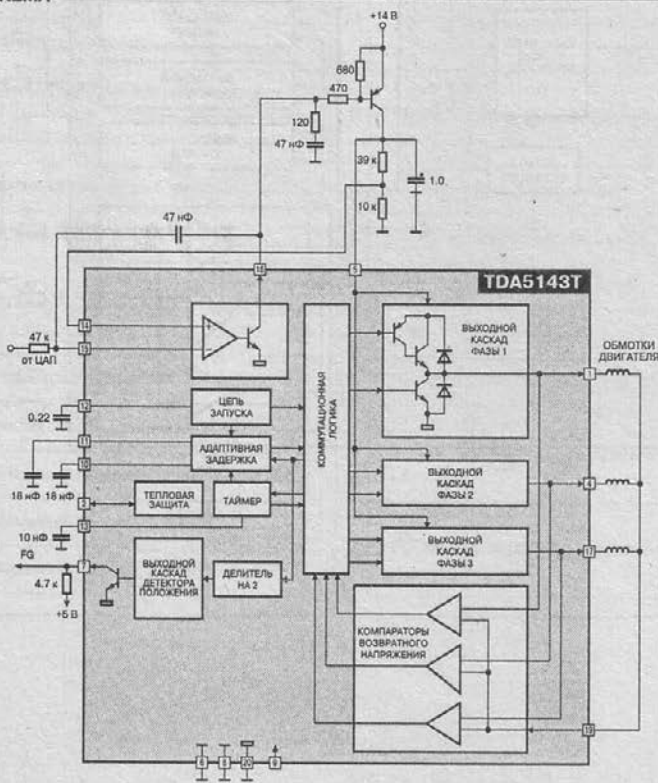 +14 В
680
470
120
47 нФ
39 к
1.0
10 к
47 нФ
16
5
TDA5143T
14
47 к
15
от ЦАП
ВЫХОДНОЙ
КАСКАД
ФАЗЫ 1
ОБМОТКИ
ДВИГАТЕЛЯ
1
КОММУТАЦИОННАЯ
ЛОГИКА
12
0.22
ЦЕПЬ
ЗАПУСКА
11
АДАПТИВНАЯ
ЗАДЕРЖКА
10
18 нФ
18 нФ
2
ТЕПЛОВАЯ
ЗАЩИТА
ТАЙМЕР
ВЫХОДНОЙ
КАСКАД
ФАЗЫ 2
4
13
10 нФ
FG
7
4.7 к
+5 В
ВЫХОДНОЙ
КАСКАД
ДЕТЕКТОРА
ПОЛОЖЕНИЯ
ДЕЛИТЕЛЬ
НА 2
ВЫХОДНОЙ
КАСКАД
ФАЗЫ 3
17
КОМПАРАТОРЫ
ВОЗВРАТНОГО
НАПРЯЖЕНИЯ
19
6
8
20
9